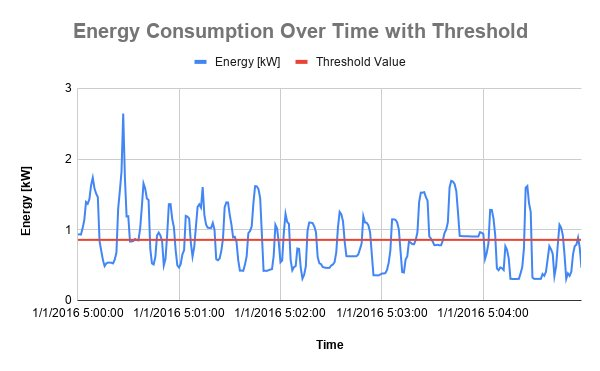 Energy Consumption Over Time with Threshold
Energy [kW] Threshold Value
3
2
1
0
Energy [kW]
1/1/2016 5:00:00 1/1/2016 5:01:00 1/1/2016 5:02:00 1/1/2016 5:03:00 1/1/2016 5:04:00
Time